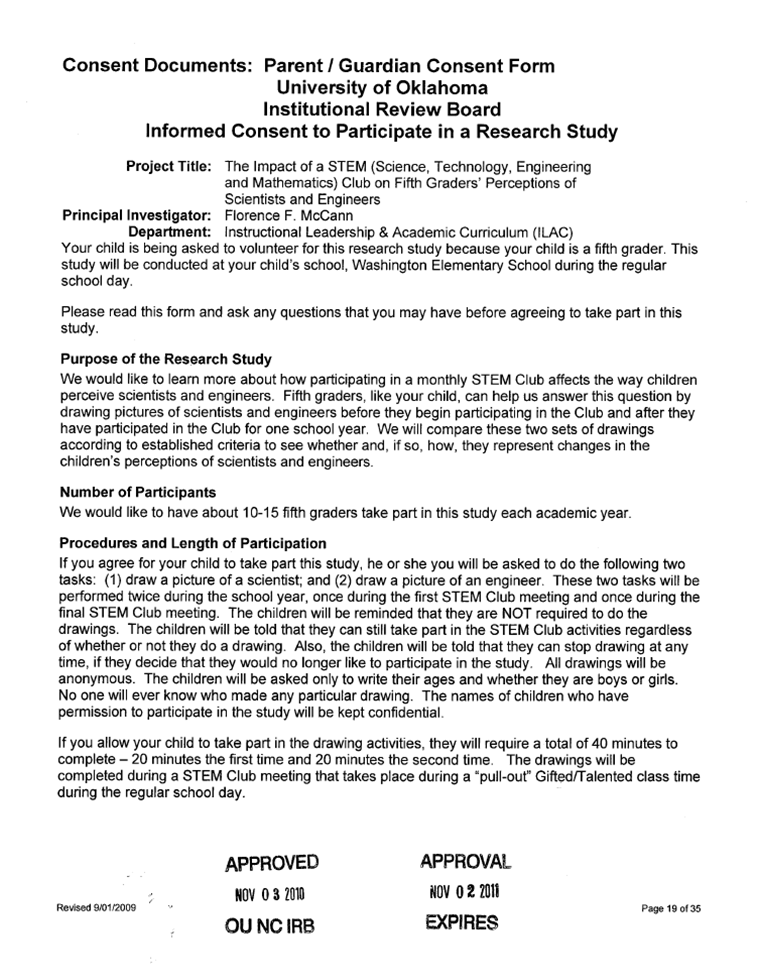 Consent Documents: Parent / Guardian Consent Form
University of Oklahoma
Institutional Review Board
Informed Consent to Participate in a Research Study
Project Title: The Impact of a STEM (Science, Technology, Engineering
and Mathematics) Club on Fifth Graders' Perceptions of
Scientists and Engineers
Principal Investigator: Florence F. McCann
Department: Instructional Leadership & Academic Curriculum (ILAC)
Your child is being asked to volunteer for this research study because your child is a fifth grader. This
study will be conducted at your child's school, Washington Elementary School during the regular
school day.
Please read this form and ask any questions that you may have before agreeing to take part in this
study.
Purpose of the Research Study
We would like to learn more about how participating in a monthly STEM Club affects the way children
perceive scientists and engineers. Fifth graders, like your child, can help us answer this question by
drawing pictures of scientists and engineers before they begin participating in the Club and after they
have participated in the Club for one school year. We will compare these two sets of drawings
according to established criteria to see whether and, if so, how, they represent changes in the
children's perceptions of scientists and engineers.
Number of Participants
We would like to have about 10-15 fifth graders take part in this study each academic year.
Procedures and Length of Participation
If you agree for your child to take part this study, he or she you will be asked to do the following two
tasks: (1) draw a picture of a scientist; and (2) draw a picture of an engineer. These two tasks will be
performed twice during the school year, once during the first STEM Club meeting and once during the
final STEM Club meeting. The children will be reminded that they are NOT required to do the
drawings. The children will be told that they can still take part in the STEM Club activities regardless
of whether or not they do a drawing. Also, the children will be told that they can stop drawing at any
time, if they decide that they would no longer like to participate in the study. All drawings will be
anonymous. The children will be asked only to write their ages and whether they are boys or girls.
No one will ever know who made any particular drawing. The names of children who have
permission to participate in the study will be kept confidential.
If you allow your child to take part in the drawing activities, they will require a total of 40 minutes to
complete – 20 minutes the first time and 20 minutes the second time. The drawings will be
completed during a STEM Club meeting that takes place during a "pull-out" Gifted/Talented class time
during the regular school day.
APPROVED APPROVAL
NOV 03 2010 NOV 02 2011
Revised 9/01/2009 Page 19 of 35
OU NC IRB EXPIRES